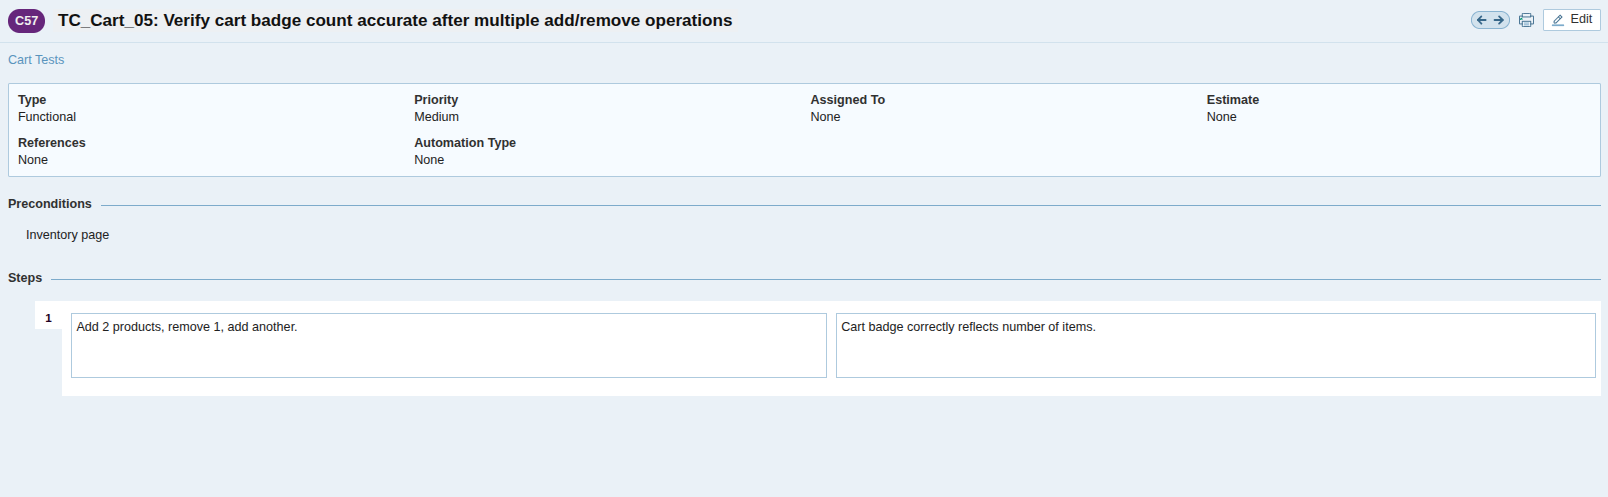 C57 TC_Cart_05: Verify cart badge count accurate after multiple add/remove operations Edit
Cart Tests
Type Priority Assigned To Estimate
Functional Medium None None
References Automation Type
None None
Preconditions
Inventory page
Steps
1
Add 2 products, remove 1, add another. Cart badge correctly reflects number of items.